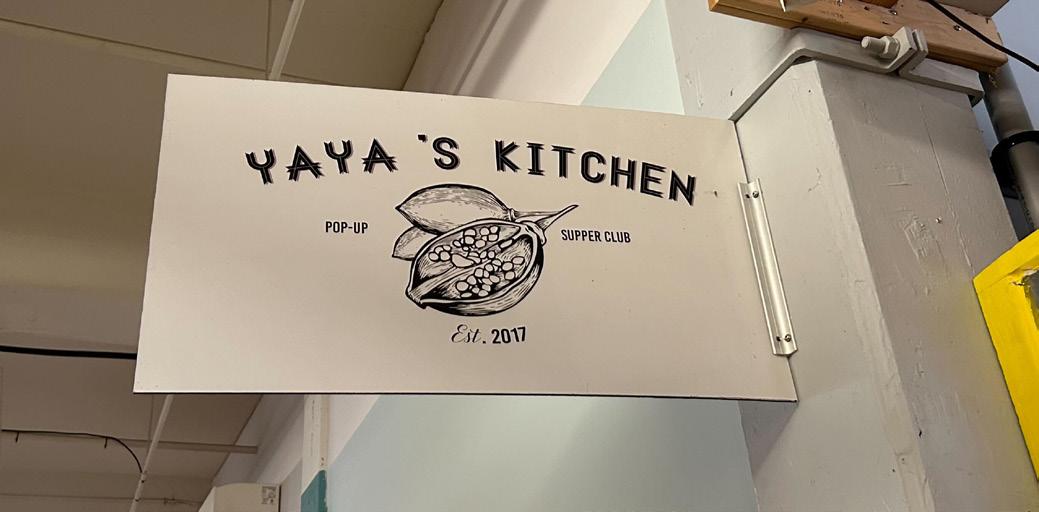 YAYA'S KITCHEN
POP-UP
SUPPER CLUB
Est. 2017